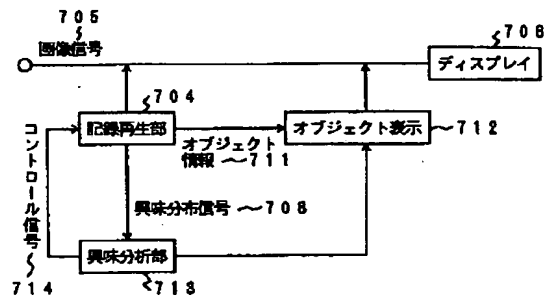 705
画像信号
706
ディスプレイ
704
記録再生部
オブジェクト表示
712
オブジェクト
情報
711
コントロール信号
714
興味分布信号
708
興味分析部
713